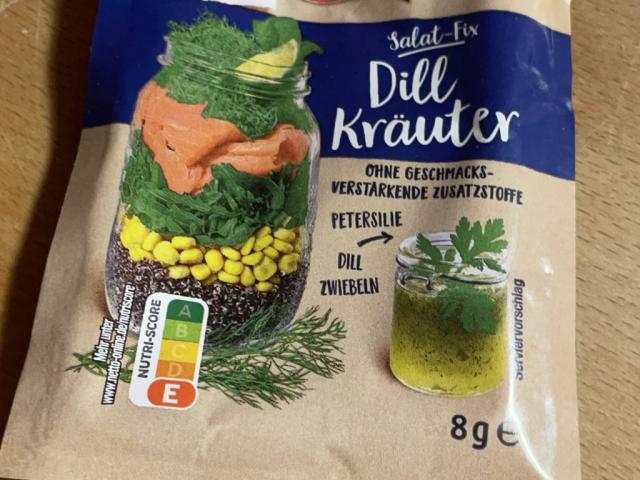 Salat-Fix
Dill
Kräuter
OHNE GESCHMACKS-
VERSTÄRKENDE ZUSATZSTOFFE
PETERSILIE
DILL
ZWIEBELN
Mehr unter
www.netto-online.de/nutriscore
NUTRI-SCORE
A
B
C
D
E
Serviervorschlag
8g e